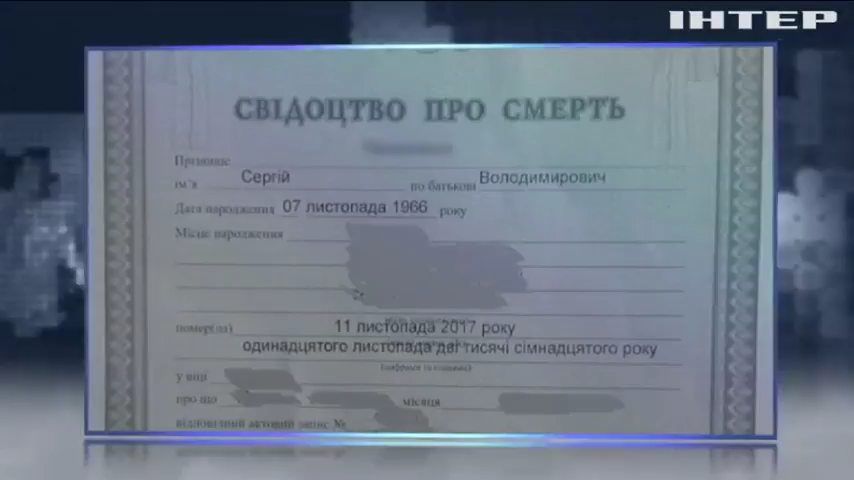 ІНТЕР
СВІДОЦТВО ПРО СМЕРТЬ
Прізвище
ім'я Сергій по батькові Володимирович
Дата народження 07 листопада 1966 року
Місце народження
помер(ла) 11 листопада 2017 року
одинадцятого листопада дві тисячі сімнадцятого року
(цифрами та словами)
у віці
про що місяця
відповідний актовий запис №